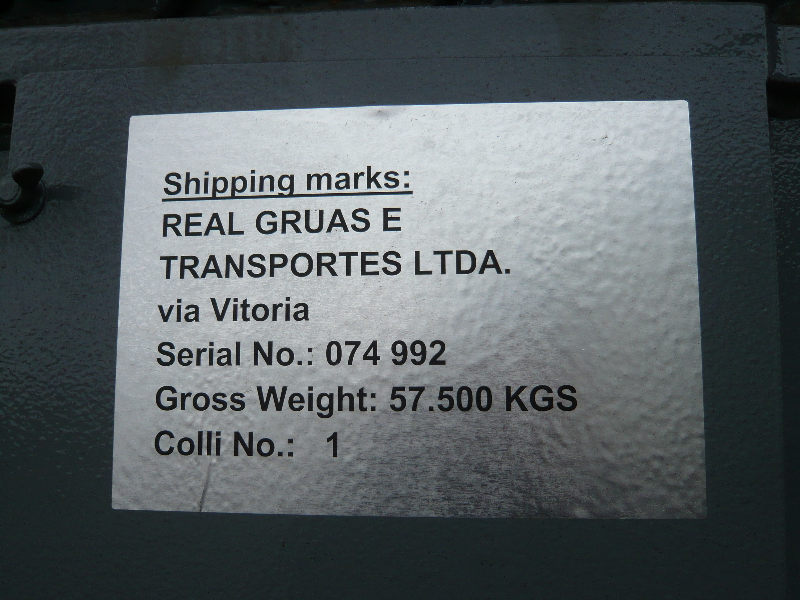 Shipping marks:
REAL GRUAS E
TRANSPORTES LTDA.
via Vitoria
Serial No.: 074 992
Gross Weight: 57.500 KGS
Colli No.: 1